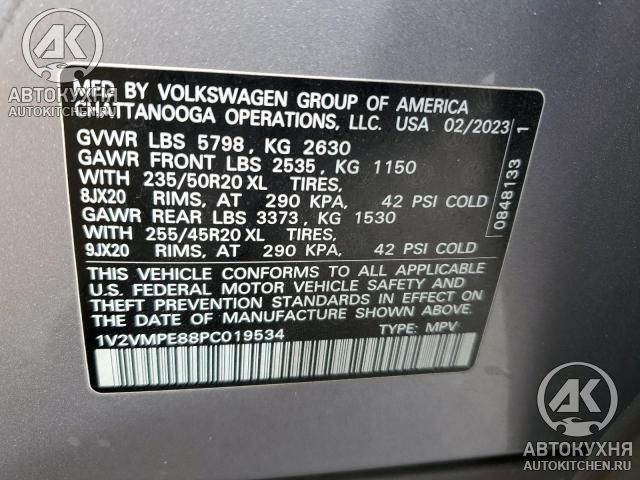 AK
АВТОКУХНЯ
AUTOKITCHEN.RU
MFD BY VOLKSWAGEN GROUP OF AMERICA
CHATTANOOGA OPERATIONS, LLC. USA 02/2023
GVWR LBS 5798, KG 2630
GAWR FRONT LBS 2535, KG 1150
WITH 235/50R20 XL TIRES,
8JX20 RIMS, AT 290 KPA, 42 PSI COLD
GAWR REAR LBS 3373, KG 1530
WITH 255/45R20 XL TIRES,
9JX20 RIMS, AT 290 KPA, 42 PSI COLD
THIS VEHICLE CONFORMS TO ALL APPLICABLE
U.S. FEDERAL MOTOR VEHICLE SAFETY AND
THEFT PREVENTION STANDARDS IN EFFECT ON
THE DATE OF MANUFACTURE SHOWN ABOVE.
1V2VMPE88PC019534 TYPE: MPV
0848133 1
AK
АВТОКУХНЯ
AUTOKITCHEN.RU